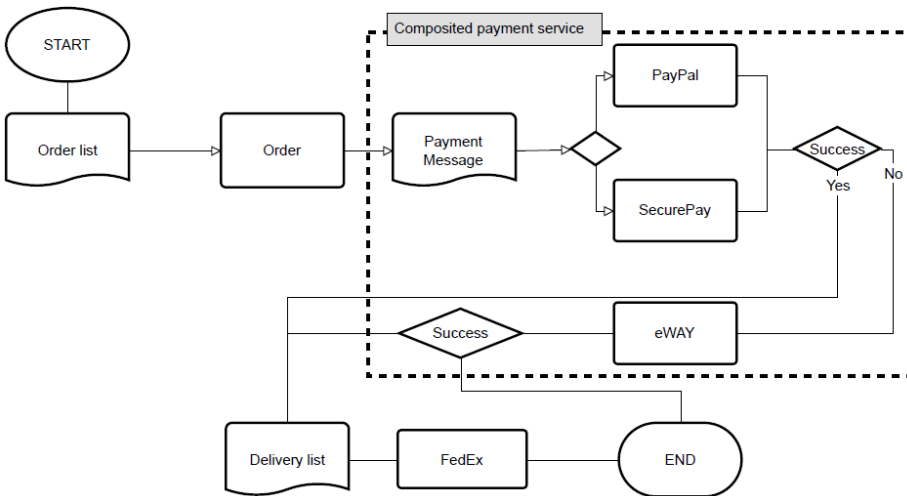 Composited payment service
START
PayPal
Order list
Order
Payment
Message
Success
Yes
No
SecurePay
Success
eWAY
Delivery list
FedEx
END